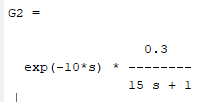 G2 =
0.3
exp(-10*s) * --------
15 s + 1